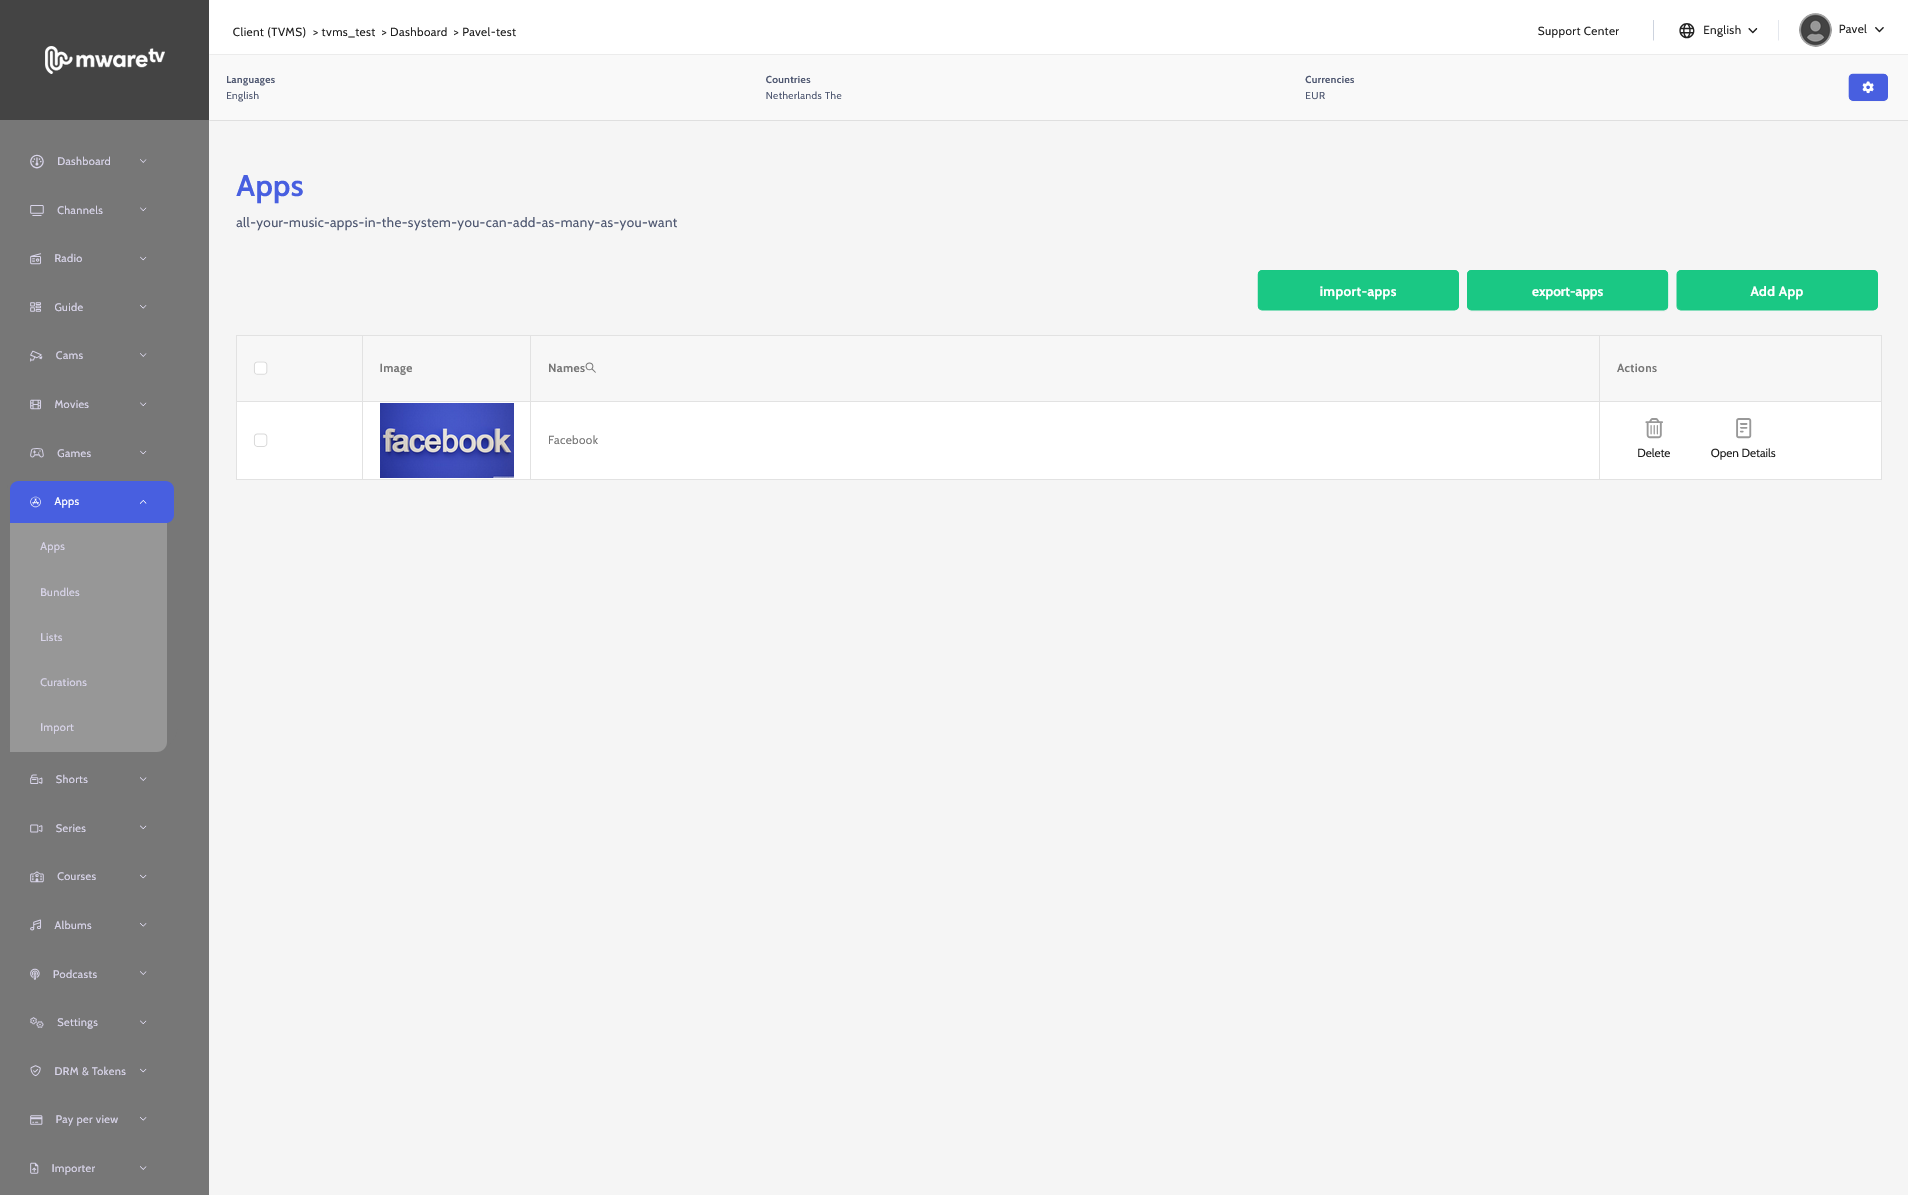 mwaretv
Client (TVMS) > tvms_test > Dashboard > Pavel-test
Support Center
English
Pavel
Languages
English
Countries
Netherlands The
Currencies
EUR
Dashboard
Channels
Radio
Guide
Cams
Movies
Games
Apps
Apps
Bundles
Lists
Curations
Import
Shorts
Series
Courses
Albums
Podcasts
Settings
DRM & Tokens
Pay per view
Importer
Apps
all-your-music-apps-in-the-system-you-can-add-as-many-as-you-want
import-apps
export-apps
Add App
Image
Names
Actions
facebook
Facebook
Delete
Open Details